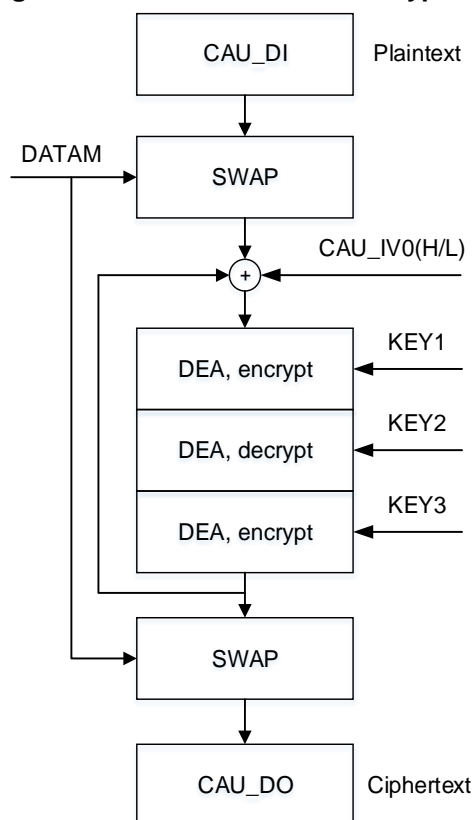 CAU_DI Plaintext
DATAM
SWAP
CAU_IV0(H/L)
+
KEY1
DEA, encrypt
KEY2
DEA, decrypt
KEY3
DEA, encrypt
SWAP
CAU_DO Ciphertext